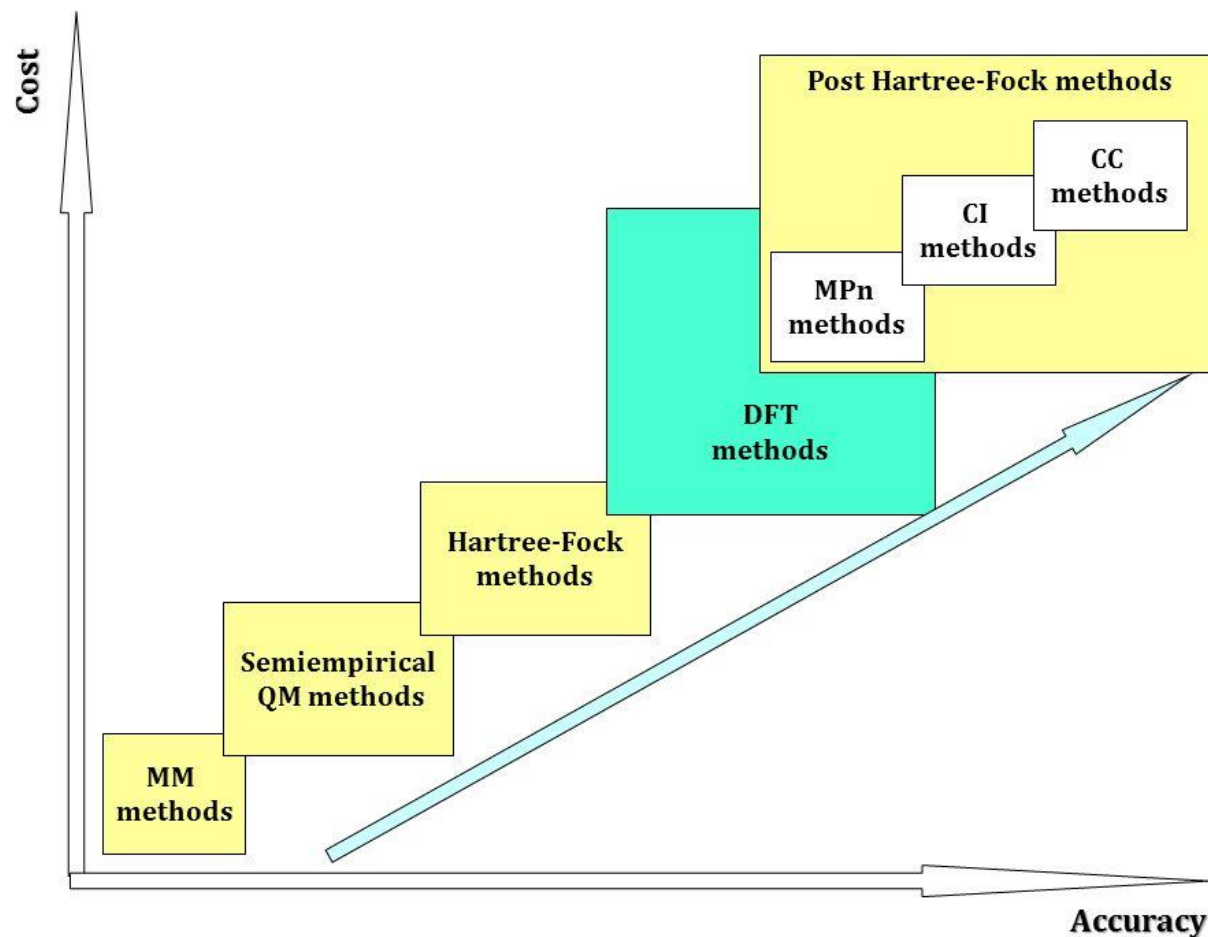 Cost
Post Hartree-Fock methods
CC
methods
CI
methods
MPn
methods
DFT
methods
Hartree-Fock
methods
Semiempirical
QM methods
MM
methods
Accuracy